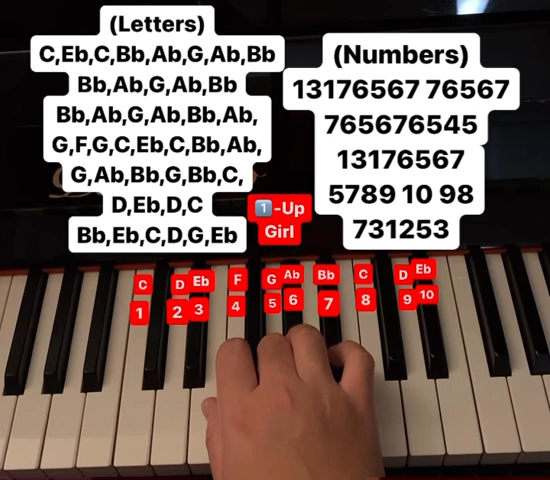 (Letters)
C,Eb,C,Bb,Ab,G,Ab,Bb
Bb,Ab,G,Ab,Bb
Bb,Ab,G,Ab,Bb,Ab,
G,F,G,C,Eb,C,Bb,Ab,
G,Ab,Bb,G,Bb,C,
D,Eb,D,C
Bb,Eb,C,D,G,Eb
(Numbers)
13176567 76567
765676545
13176567
5789 10 98
731253
1️⃣-Up
Girl
C D Eb F G Ab Bb C D Eb
1 2 3 4 5 6 7 8 9 10